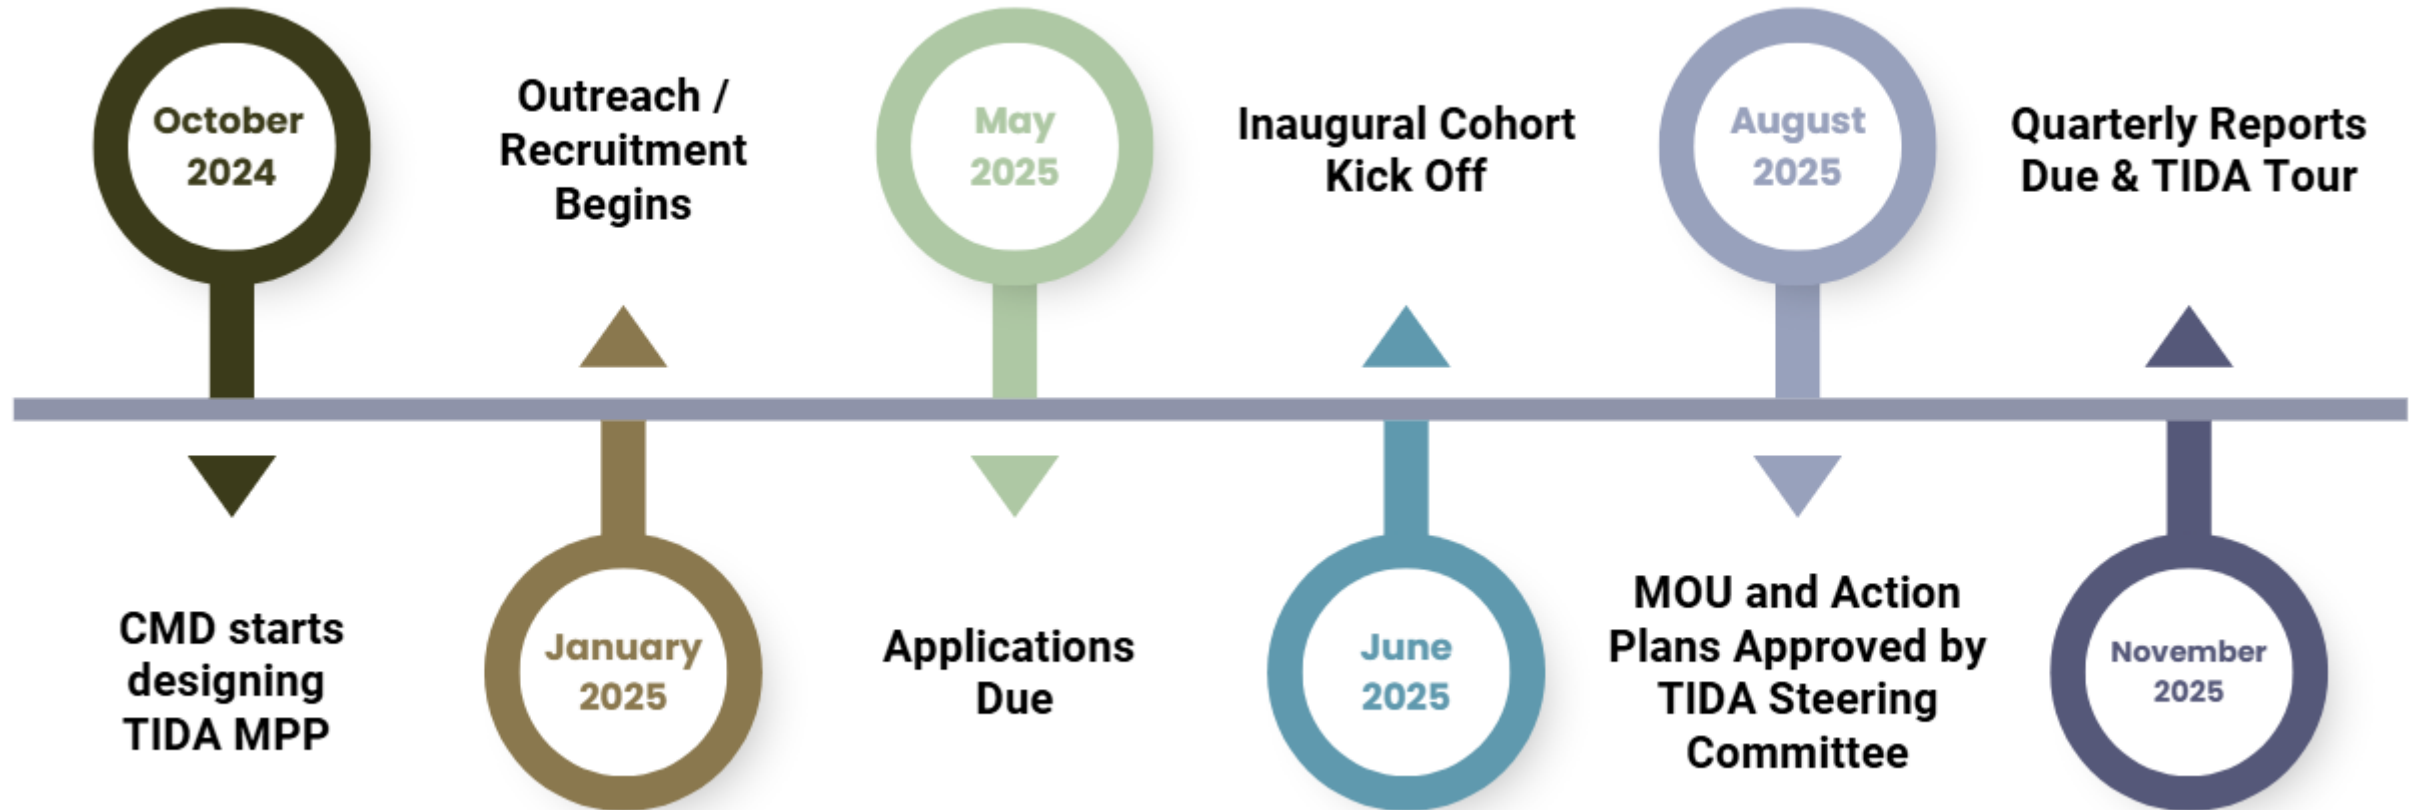 October
2024
CMD starts
designing
TIDA MPP
Outreach /
Recruitment
Begins
January
2025
May
2025
Applications
Due
Inaugural Cohort
Kick Off
June
2025
August
2025
MOU and Action
Plans Approved by
TIDA Steering
Committee
Quarterly Reports
Due & TIDA Tour
November
2025